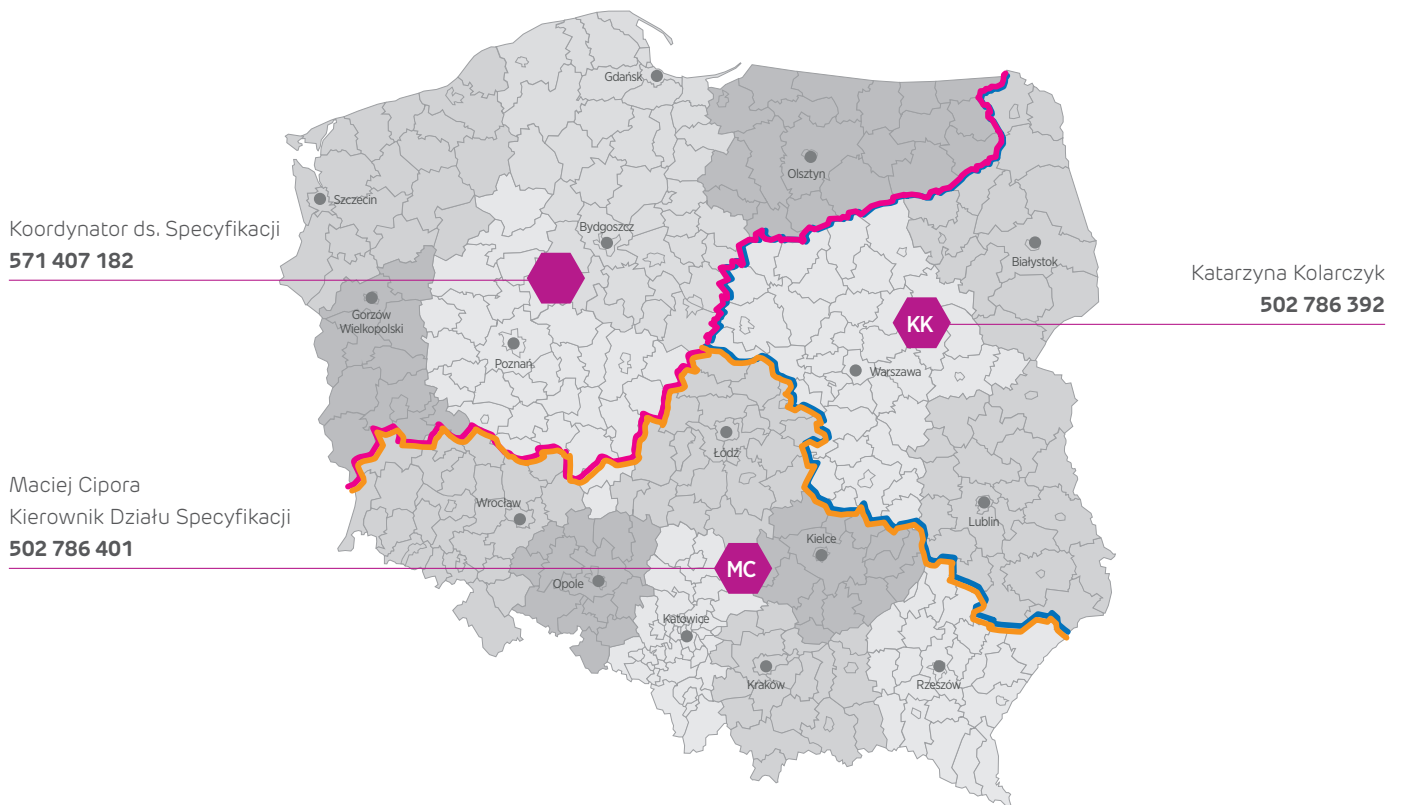 Gdańsk
Olsztyn
Szczecin
Koordynator ds. Specyfikacji
571 407 182
Bydgoszcz
Białystok
Katarzyna Kolarczyk
502 786 392
Gorzów
Wielkopolski
KK
Poznań
Warszawa
Łódź
Maciej Cipora
Kierownik Działu Specyfikacji
502 786 401
Wrocław
Lublin
Kielce
MC
Opole
Katowice
Kraków
Rzeszów